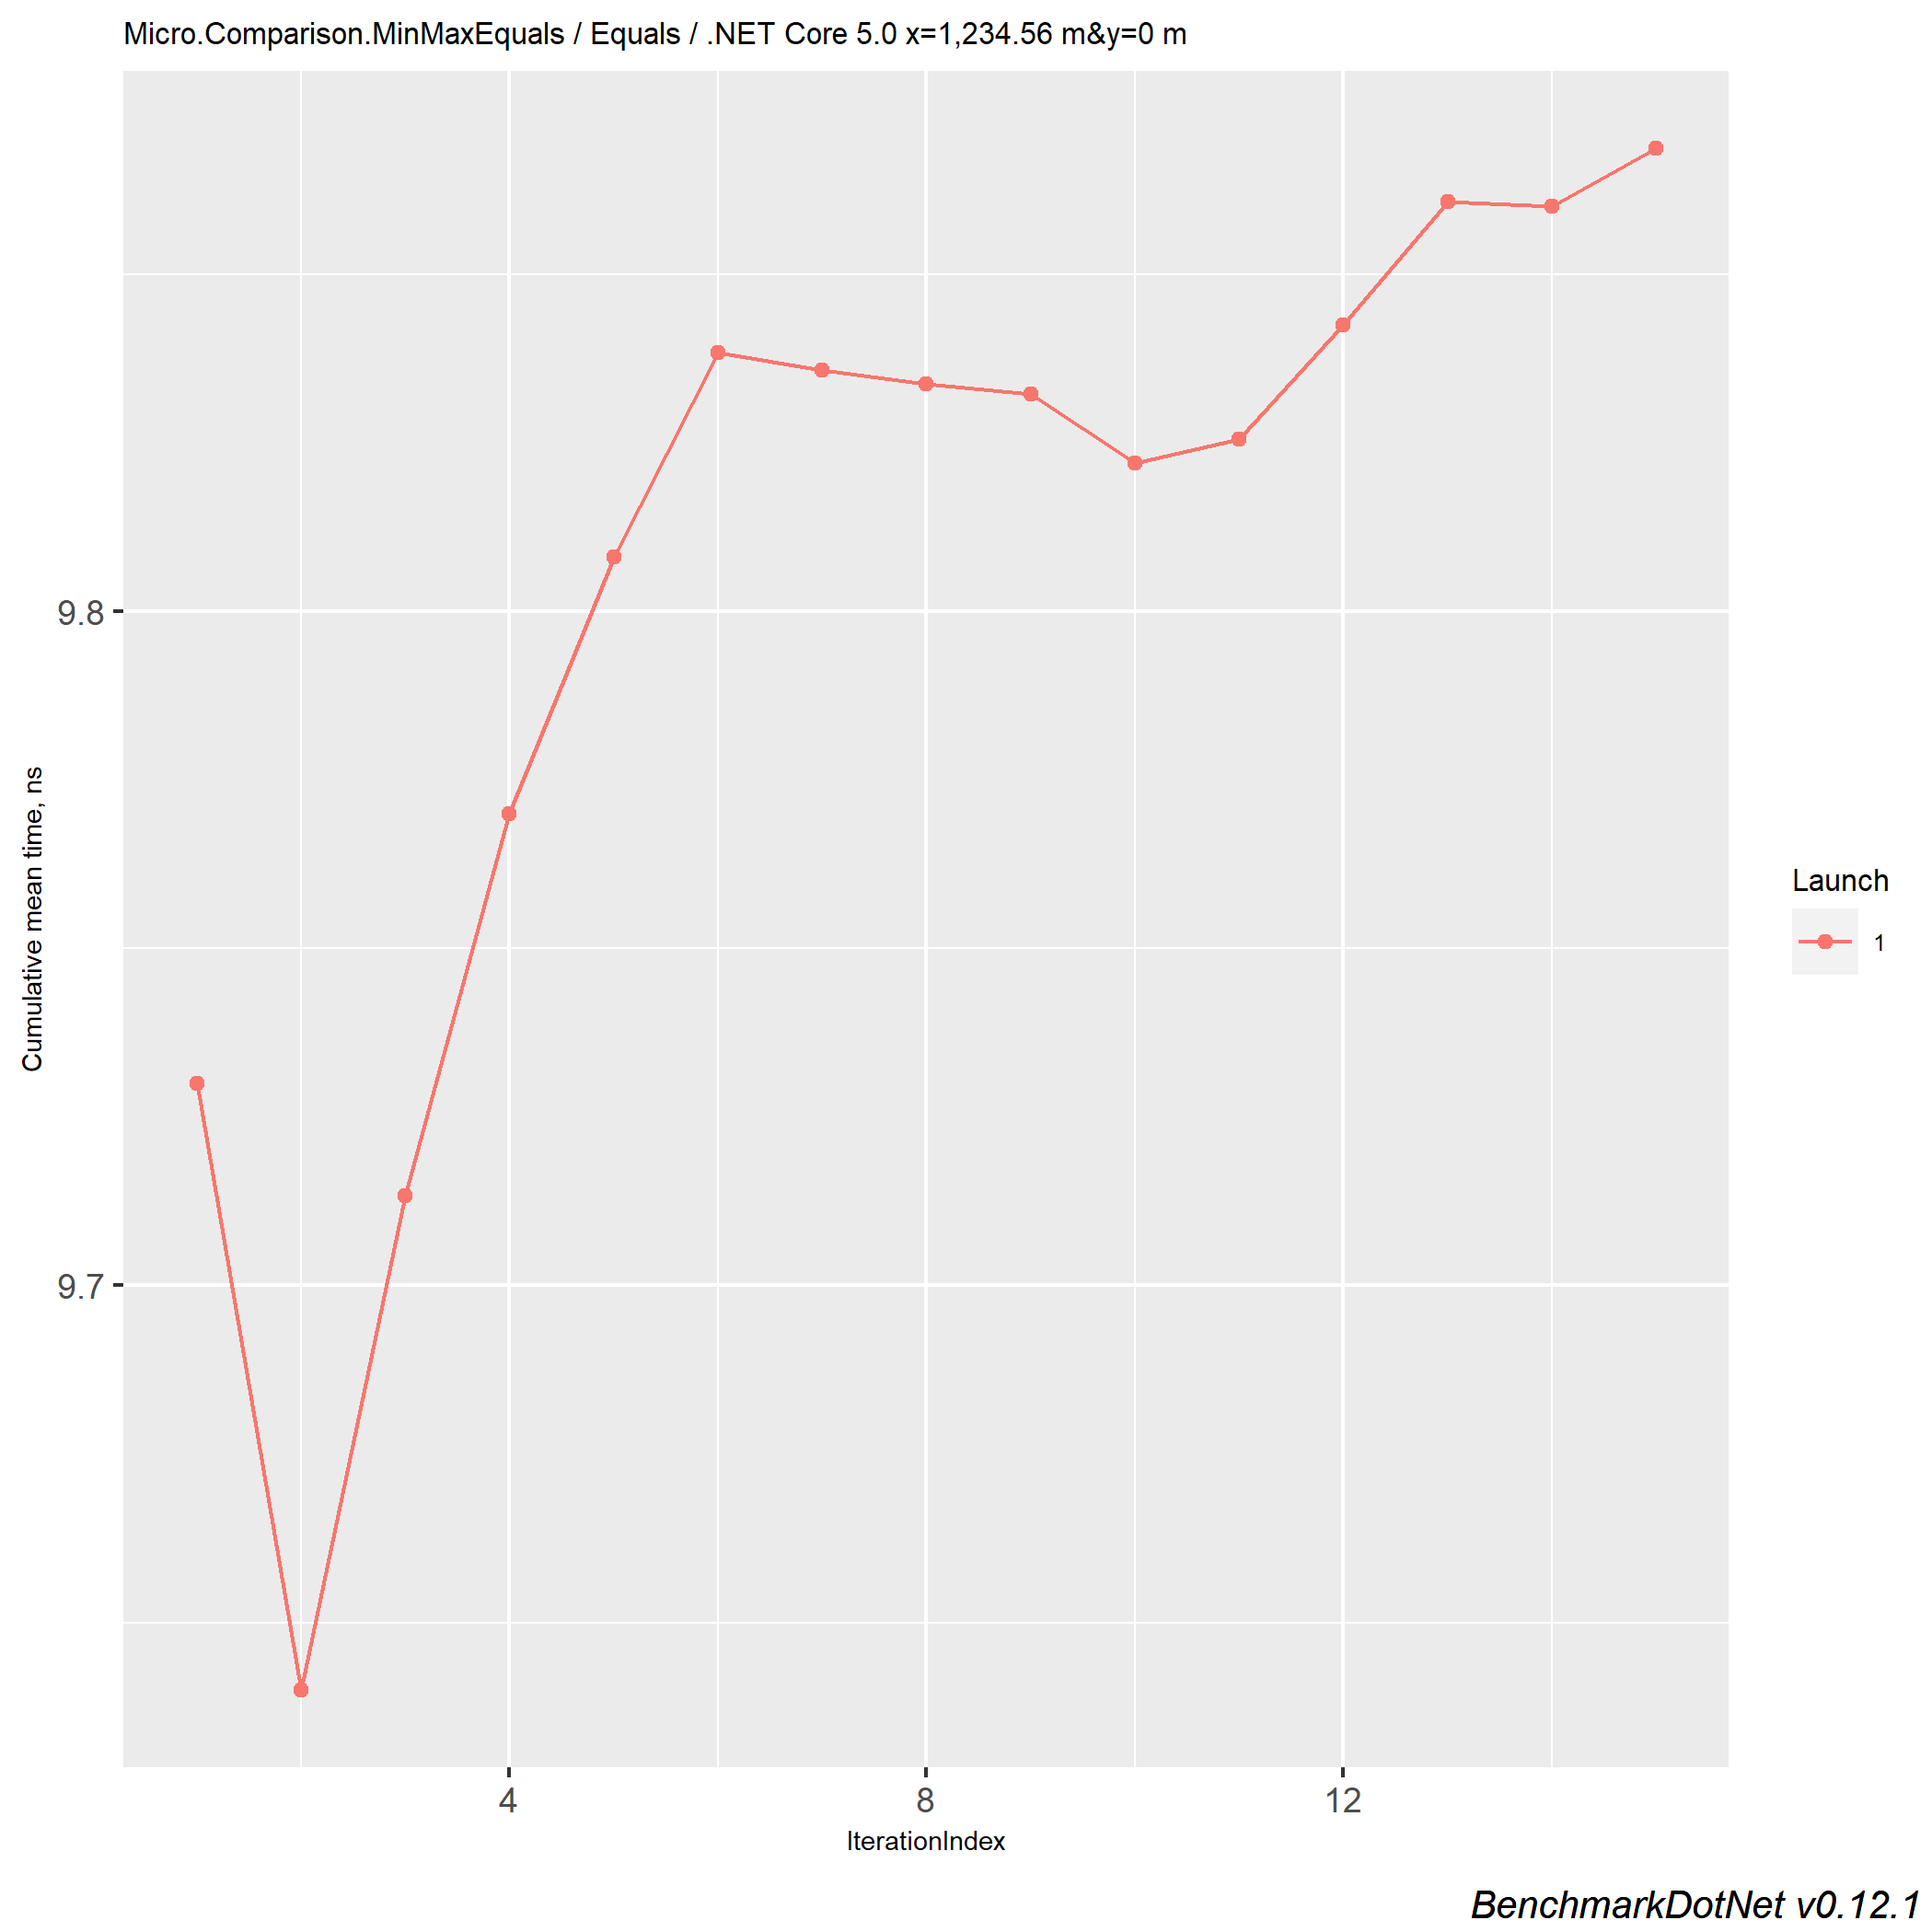 Micro.Comparison.MinMaxEquals / Equals / .NET Core 5.0 x=1,234.56 m&y=0 m
9.8
9.7
Cumulative mean time, ns
4
8
12
IterationIndex
Launch
1
BenchmarkDotNet v0.12.1